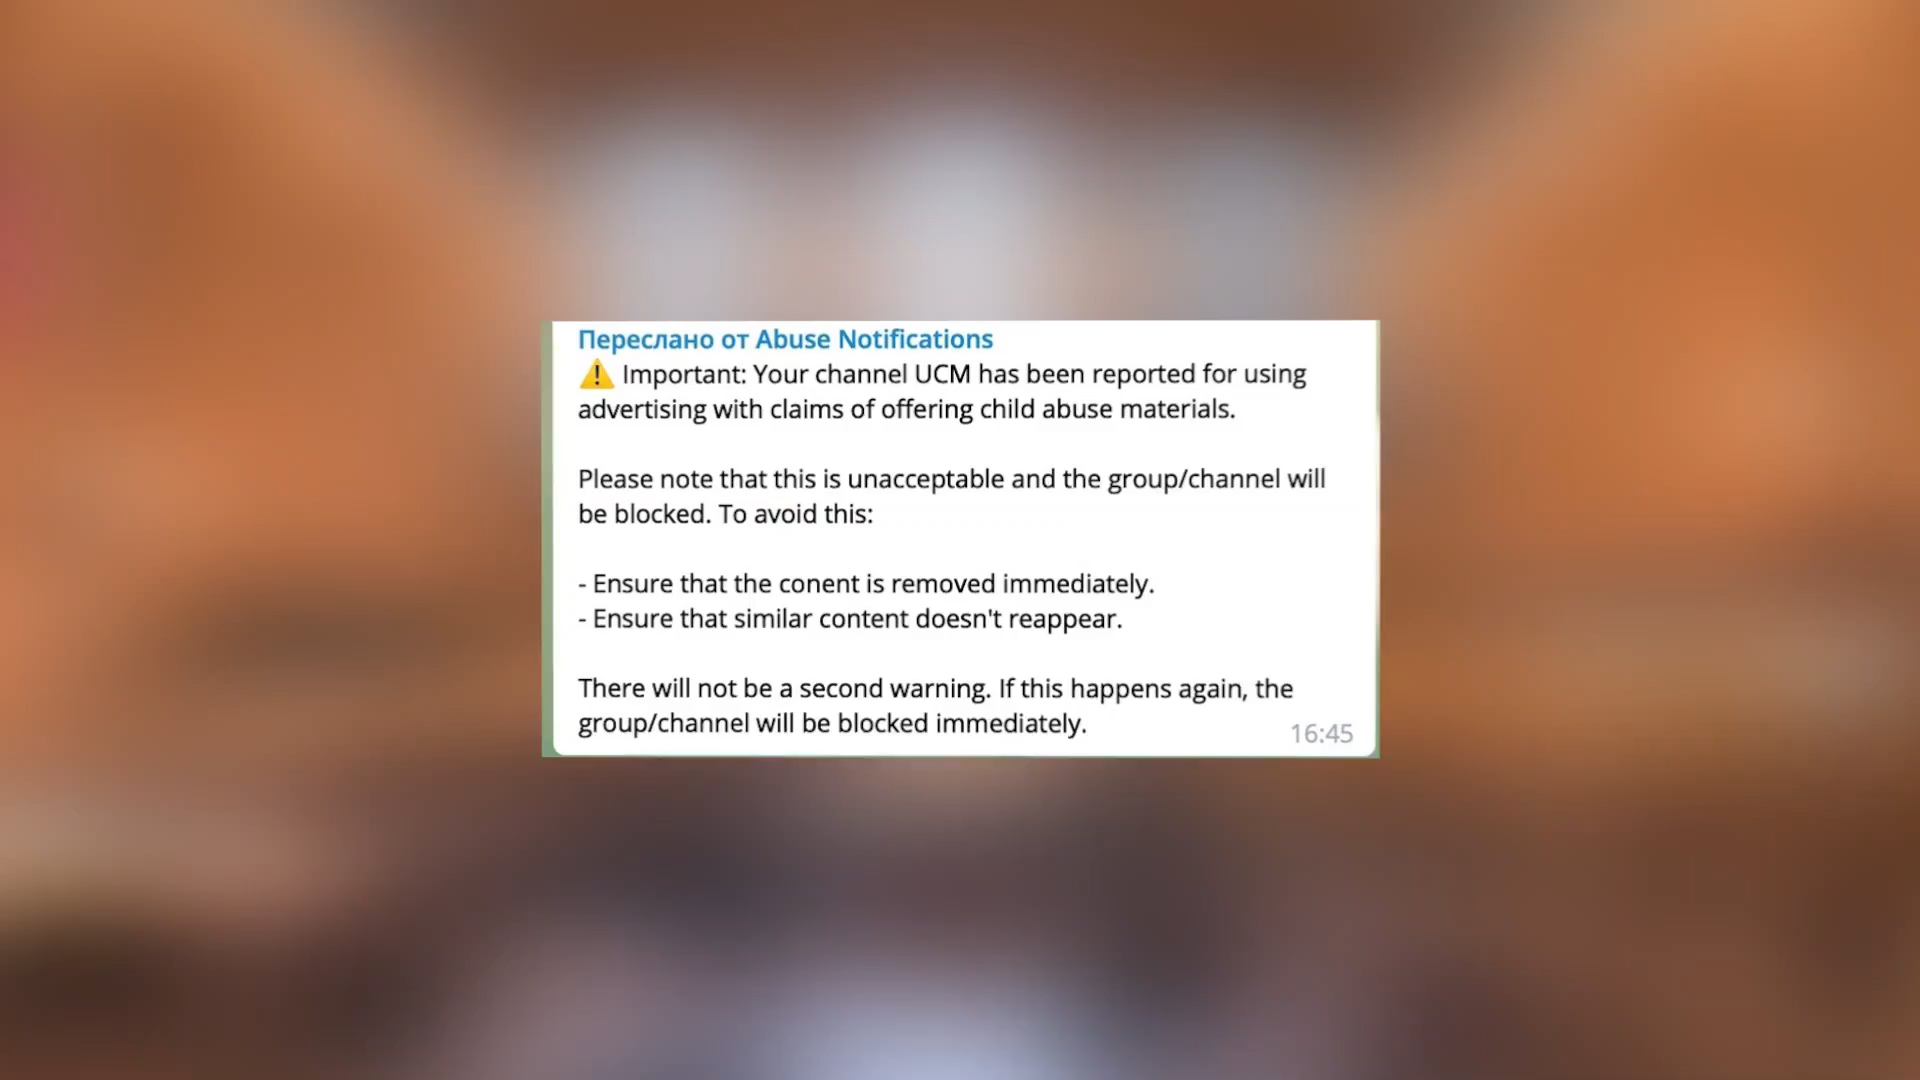 Переслано от Abuse Notifications
⚠️ Important: Your channel UCM has been reported for using
advertising with claims of offering child abuse materials.
Please note that this is unacceptable and the group/channel will
be blocked. To avoid this:
- Ensure that the conent is removed immediately.
- Ensure that similar content doesn't reappear.
There will not be a second warning. If this happens again, the
group/channel will be blocked immediately.
16:45